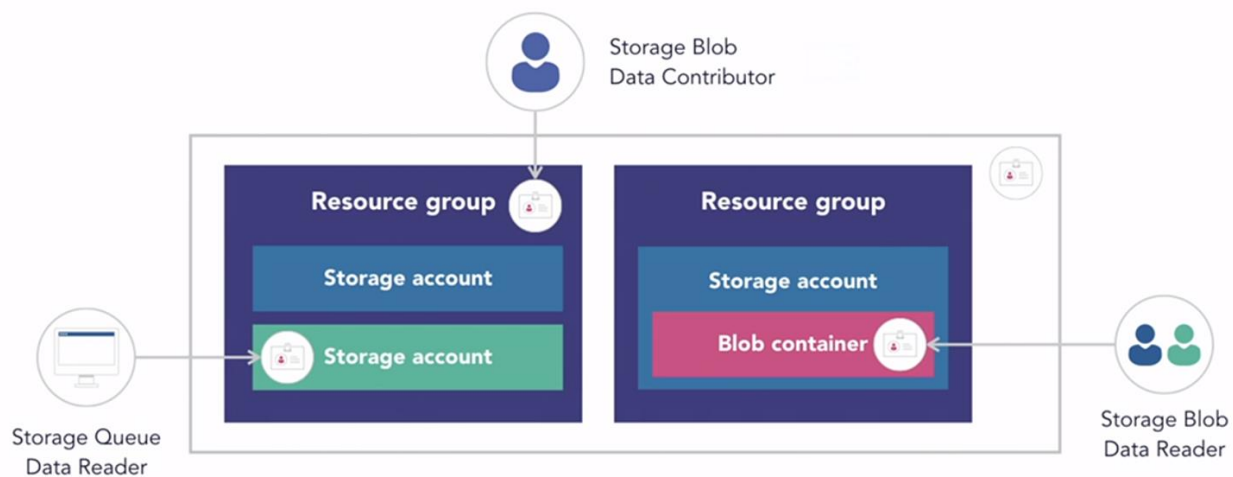 Storage Blob
Data Contributor
Resource group
Resource group
Storage account
Storage account
Storage account
Blob container
Storage Queue
Data Reader
Storage Blob
Data Reader